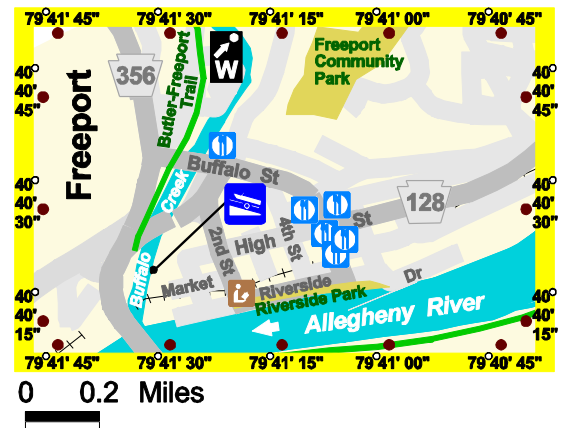 79°41' 45" 79°41' 30" 79°41' 15" 79°41' 00" 79°40' 45"
Freeport
356
Butler-Freeport
Trail
W
Freeport
Community
Park
40°
40'
45"
40°
40'
45"
Buffalo St
Creek
128
St
40°
40'
30"
40°
40'
30"
2nd St
High
4th St
Buffalo
Market
Riverside
Dr
Riverside Park
Allegheny River
40°
40'
15"
40°
40'
15"
79°41' 45" 79°41' 30" 79°41' 15" 79°41' 00" 79°40' 45"
0 0.2 Miles